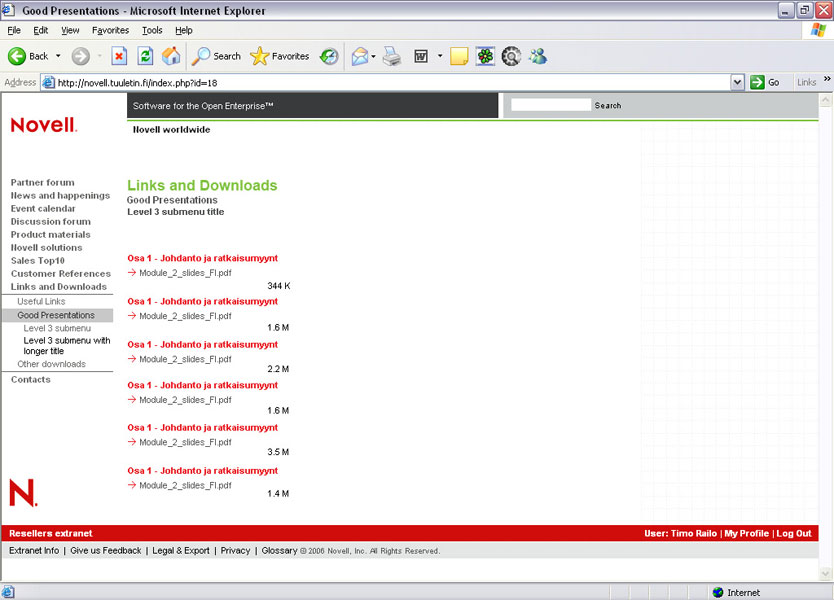 Good Presentations - Microsoft Internet Explorer
File Edit View Favorites Tools Help
Back Search Favorites
Address http://novell.tuuletin.fi/index.php?id=18 Go Links »
Novell.
Software for the Open Enterprise™
Search
Novell worldwide
Partner forum
News and happenings
Event calendar
Discussion forum
Product materials
Novell solutions
Sales Top10
Customer References
Links and Downloads
Useful Links
Good Presentations
Level 3 submenu
Level 3 submenu with
longer title
Other downloads
Contacts
Links and Downloads
Good Presentations
Level 3 submenu title
Osa 1 - Johdanto ja ratkaisumyynt
Module_2_slides_FI.pdf
344 K
Osa 1 - Johdanto ja ratkaisumyynt
Module_2_slides_FI.pdf
1.6 M
Osa 1 - Johdanto ja ratkaisumyynt
Module_2_slides_FI.pdf
2.2 M
Osa 1 - Johdanto ja ratkaisumyynt
Module_2_slides_FI.pdf
1.6 M
Osa 1 - Johdanto ja ratkaisumyynt
Module_2_slides_FI.pdf
3.5 M
Osa 1 - Johdanto ja ratkaisumyynt
Module_2_slides_FI.pdf
1.4 M
N.
Resellers extranet
User: Timo Railo | My Profile | Log Out
Extranet Info | Give us Feedback | Legal & Export | Privacy | Glossary © 2006 Novell, Inc. All Rights Reserved.
Internet